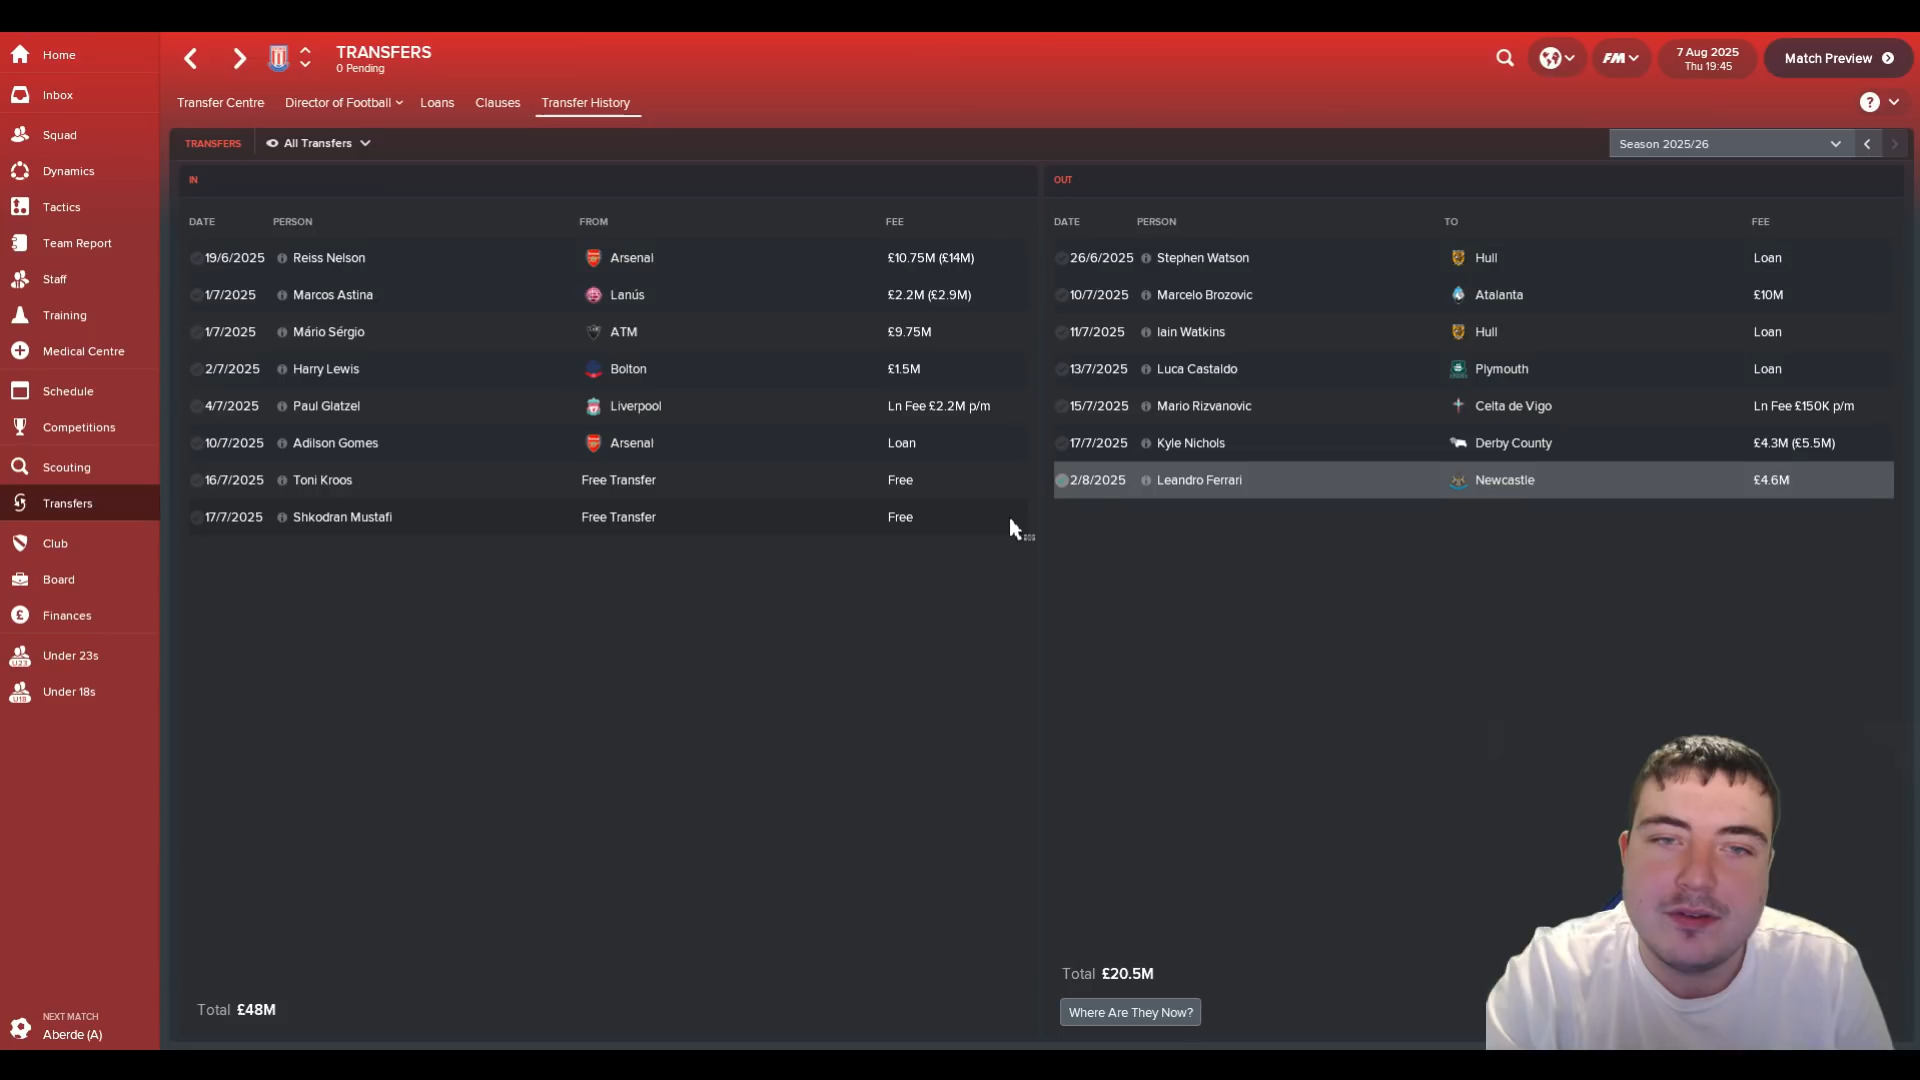 Home
Inbox
Squad
Dynamics
Tactics
Team Report
Staff
Training
Medical Centre
Schedule
Competitions
Scouting
Transfers
Club
Board
Finances
Under 23s
Under 18s
NEXT MATCH
Aberde (A)
TRANSFERS
0 Pending
FM
7 Aug 2025
Thu 19:45
Match Preview
Transfer Centre Director of Football Loans Clauses Transfer History
?
TRANSFERS All Transfers Season 2025/26
IN
DATE PERSON FROM FEE
19/6/2025 Reiss Nelson Arsenal £10.75M (£14M)
1/7/2025 Marcos Astina Lanús £2.2M (£2.9M)
1/7/2025 Mário Sérgio ATM £9.75M
2/7/2025 Harry Lewis Bolton £1.5M
4/7/2025 Paul Glatzel Liverpool Ln Fee £2.2M p/m
10/7/2025 Adilson Gomes Arsenal Loan
16/7/2025 Toni Kroos Free Transfer Free
17/7/2025 Shkodran Mustafi Free Transfer Free
Total £48M
OUT
DATE PERSON TO FEE
26/6/2025 Stephen Watson Hull Loan
10/7/2025 Marcelo Brozovic Atalanta £10M
11/7/2025 Iain Watkins Hull Loan
13/7/2025 Luca Castaldo Plymouth Loan
15/7/2025 Mario Rizvanovic Celta de Vigo Ln Fee £150K p/m
17/7/2025 Kyle Nichols Derby County £4.3M (£5.5M)
2/8/2025 Leandro Ferrari Newcastle £4.6M
Total £20.5M
Where Are They Now?